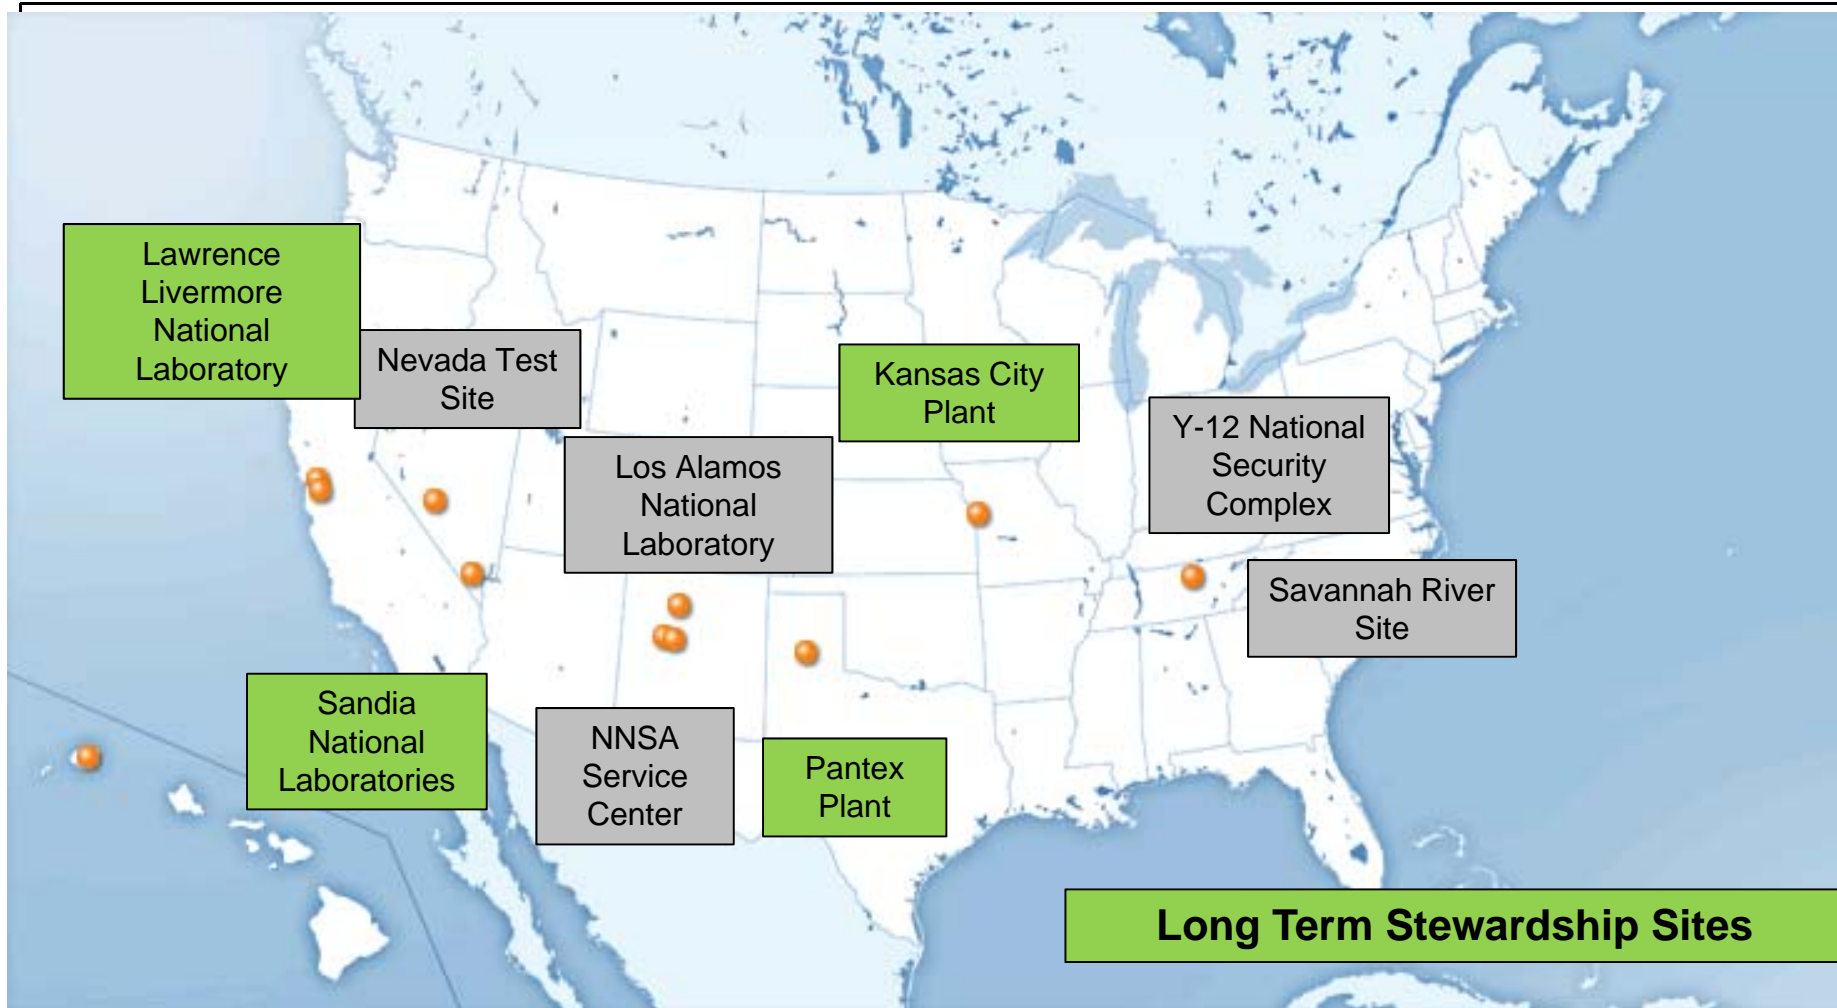 Lawrence
Livermore
National
Laboratory
Nevada Test
Site
Kansas City
Plant
Los Alamos
National
Laboratory
Y-12 National
Security
Complex
Savannah River
Site
Sandia
National
Laboratories
NNSA
Service
Center
Pantex
Plant
Long Term Stewardship Sites